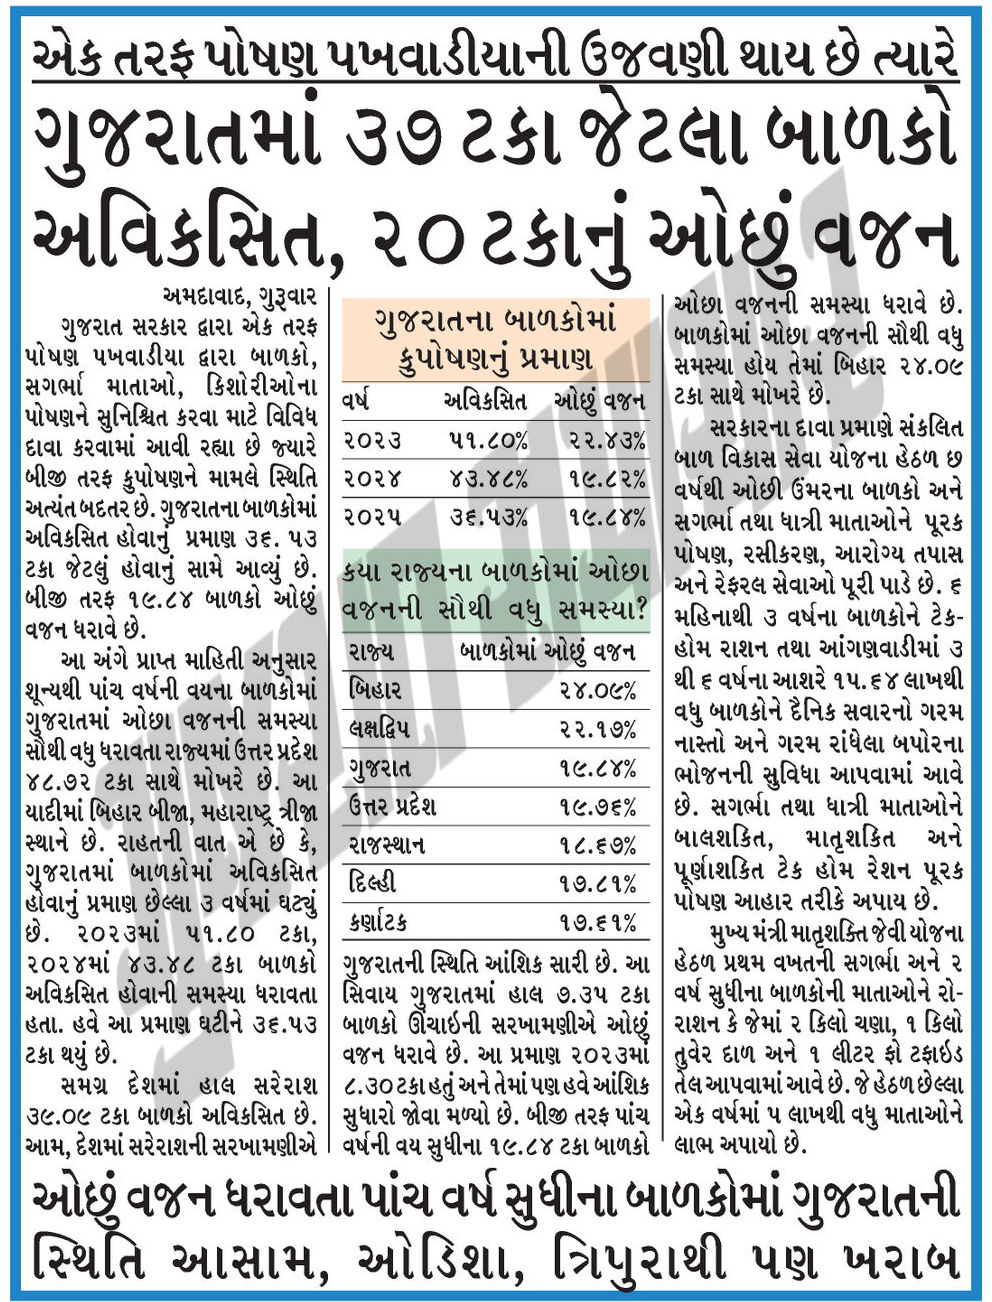 એક તરફ પોષણ પખવાડીયાની ઉજવણી થાય છે ત્યારે
ગુજરાતમાં ૩૭ ટકા જેટલા બાળકો
અવિકસિત, ૨૦ ટકાનું ઓછું વજન
અમદાવાદ, ગુરૂવાર
ગુજરાત સરકાર દ્વારા એક તરફ
પોષણ પખવાડીયા દ્વારા બાળકો,
સગર્ભા માતાઓ, કિશોરીઓના
પોષણને સુનિશ્ચિત કરવા માટે વિવિધ
દાવા કરવામાં આવી રહ્યા છે જ્યારે
બીજી તરફ કુપોષણને મામલે સ્થિતિ
અત્યંત બદતર છે. ગુજરાતના બાળકોમાં
અવિકસિત હોવાનું પ્રમાણ ૩૬. ૫૩
ટકા જેટલું હોવાનું સામે આવ્યું છે.
બીજી તરફ ૧૯.૮૪ બાળકો ઓછું
વજન ધરાવે છે.
આ અંગે પ્રાપ્ત માહિતી અનુસાર
શૂન્યથી પાંચ વર્ષની વયના બાળકોમાં
ગુજરાતમાં ઓછા વજનની સમસ્યા
સૌથી વધુ ધરાવતા રાજ્યમાં ઉત્તર પ્રદેશ
૪૮.૭૨ ટકા સાથે મોખરે છે. આ
યાદીમાં બિહાર બીજા, મહારાષ્ટ્ર ત્રીજા
સ્થાને છે. રાહતની વાત એ છે કે,
ગુજરાતમાં બાળકોમાં અવિકસિત
હોવાનું પ્રમાણ છેલ્લા ૩ વર્ષમાં ઘટ્યું
છે. ૨૦૨૩માં ૫૧.૮૦ ટકા,
૨૦૨૪માં ૪૩.૪૮ ટકા બાળકો
અવિકસિત હોવાની સમસ્યા ધરાવતા
હતા. હવે આ પ્રમાણ ઘટીને ૩૬.૫૩
ટકા થયું છે.
સમગ્ર દેશમાં હાલ સરેરાશ
૩૯.૦૯ ટકા બાળકો અવિકસિત છે.
આમ, દેશમાં સરેરાશની સરખામણીએ
ગુજરાતના બાળકોમાં
કુપોષણનું પ્રમાણ
વર્ષ અવિકસિત ઓછું વજન
૨૦૨૩ ૫૧.૮૦% ૨૨.૪૩%
૨૦૨૪ ૪૩.૪૮% ૧૯.૮૨%
૨૦૨૫ ૩૬.૫૩% ૧૯.૮૪%
કયા રાજ્યના બાળકોમાં ઓછા
વજનની સૌથી વધુ સમસ્યા?
રાજ્ય બાળકોમાં ઓછું વજન
બિહાર ૨૪.૦૯%
લક્ષદ્વિપ ૨૨.૧૭%
ગુજરાત ૧૯.૮૪%
ઉત્તર પ્રદેશ ૧૯.૭૬%
રાજસ્થાન ૧૮.૬૭%
દિલ્હી ૧૭.૮૧%
કર્ણાટક ૧૭.૬૧%
ગુજરાતની સ્થિતિ આંશિક સારી છે. આ
સિવાય ગુજરાતમાં હાલ ૭.૩૫ ટકા
બાળકો ઊંચાઇની સરખામણીએ ઓછું
વજન ધરાવે છે. આ પ્રમાણ ૨૦૨૩માં
૮.૩૦ ટકા હતું અને તેમાં પણ હવે આંશિક
સુધારો જોવા મળ્યો છે. બીજી તરફ પાંચ
વર્ષની વય સુધીના ૧૯.૮૪ ટકા બાળકો
ઓછા વજનની સમસ્યા ધરાવે છે.
બાળકોમાં ઓછા વજનની સૌથી વધુ
સમસ્યા હોય તેમાં બિહાર ૨૪.૦૯
ટકા સાથે મોખરે છે.
સરકારના દાવા પ્રમાણે સંકલિત
બાળ વિકાસ સેવા યોજના હેઠળ છ
વર્ષથી ઓછી ઉંમરના બાળકો અને
સગર્ભા તથા ધાત્રી માતાઓને પૂરક
પોષણ, રસીકરણ, આરોગ્ય તપાસ
અને રેફરલ સેવાઓ પૂરી પાડે છે. ૬
મહિનાથી ૩ વર્ષના બાળકોને ટેક-
હોમ રાશન તથા આંગણવાડીમાં ૩
થી ૬ વર્ષના આશરે ૧૫.૬૪ લાખથી
વધુ બાળકોને દૈનિક સવારનો ગરમ
નાસ્તો અને ગરમ રાંધેલા બપોરના
ભોજનની સુવિધા આપવામાં આવે
છે. સગર્ભા તથા ધાત્રી માતાઓને
બાલશકિત, માતૃશકિત અને
પૂર્ણાશકિત ટેક હોમ રેશન પૂરક
પોષણ આહાર તરીકે અપાય છે.
મુખ્ય મંત્રી માતૃશક્તિ જેવી યોજના
હેઠળ પ્રથમ વખતની સગર્ભા અને ૨
વર્ષ સુધીના બાળકોની માતાઓને રો-
રાશન કે જેમાં ૨ કિલો ચણા, ૧ કિલો
તુવેર દાળ અને ૧ લીટર ફોર્ટિફાઇડ
તેલ આપવામાં આવે છે. જે હેઠળ છેલ્લા
એક વર્ષમાં ૫ લાખથી વધુ માતાઓને
લાભ અપાયો છે.
ઓછું વજન ધરાવતા પાંચ વર્ષ સુધીના બાળકોમાં ગુજરાતની
સ્થિતિ આસામ, ઓડિશા, ત્રિપુરાથી પણ ખરાબ